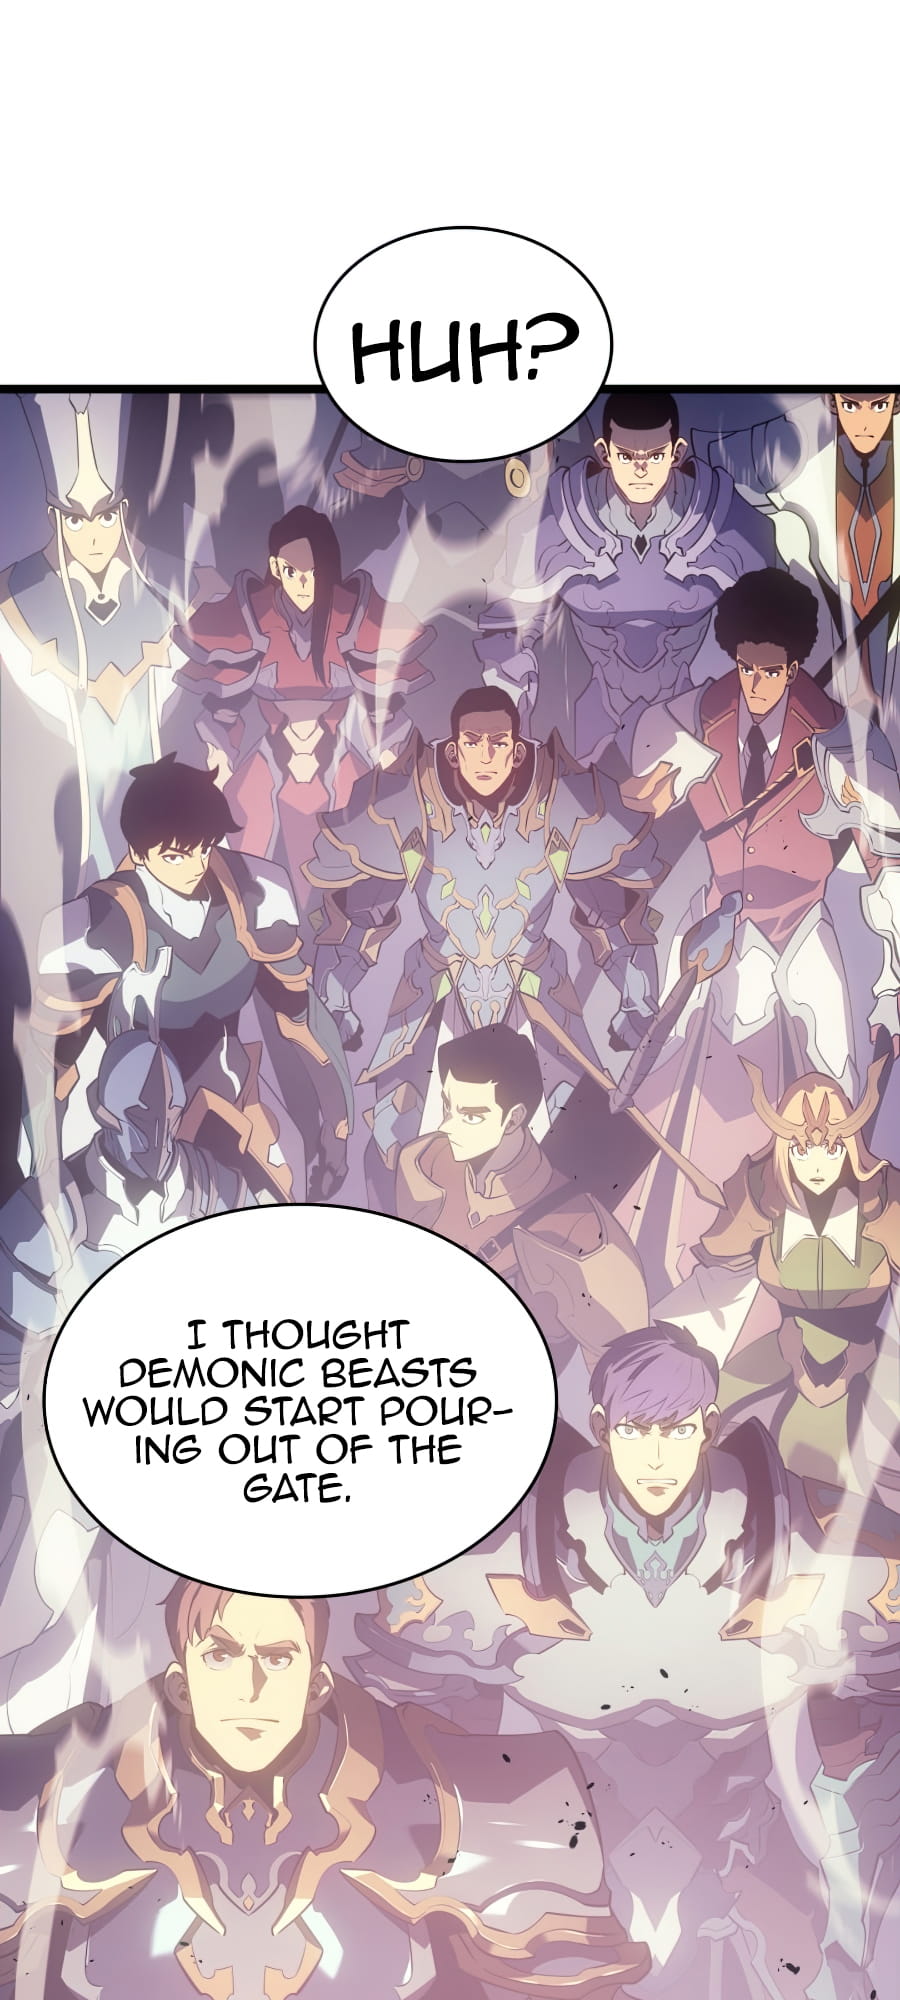 HUH?
I THOUGHT
DEMONIC BEASTS
WOULD START POUR-
ING OUT OF THE
GATE.